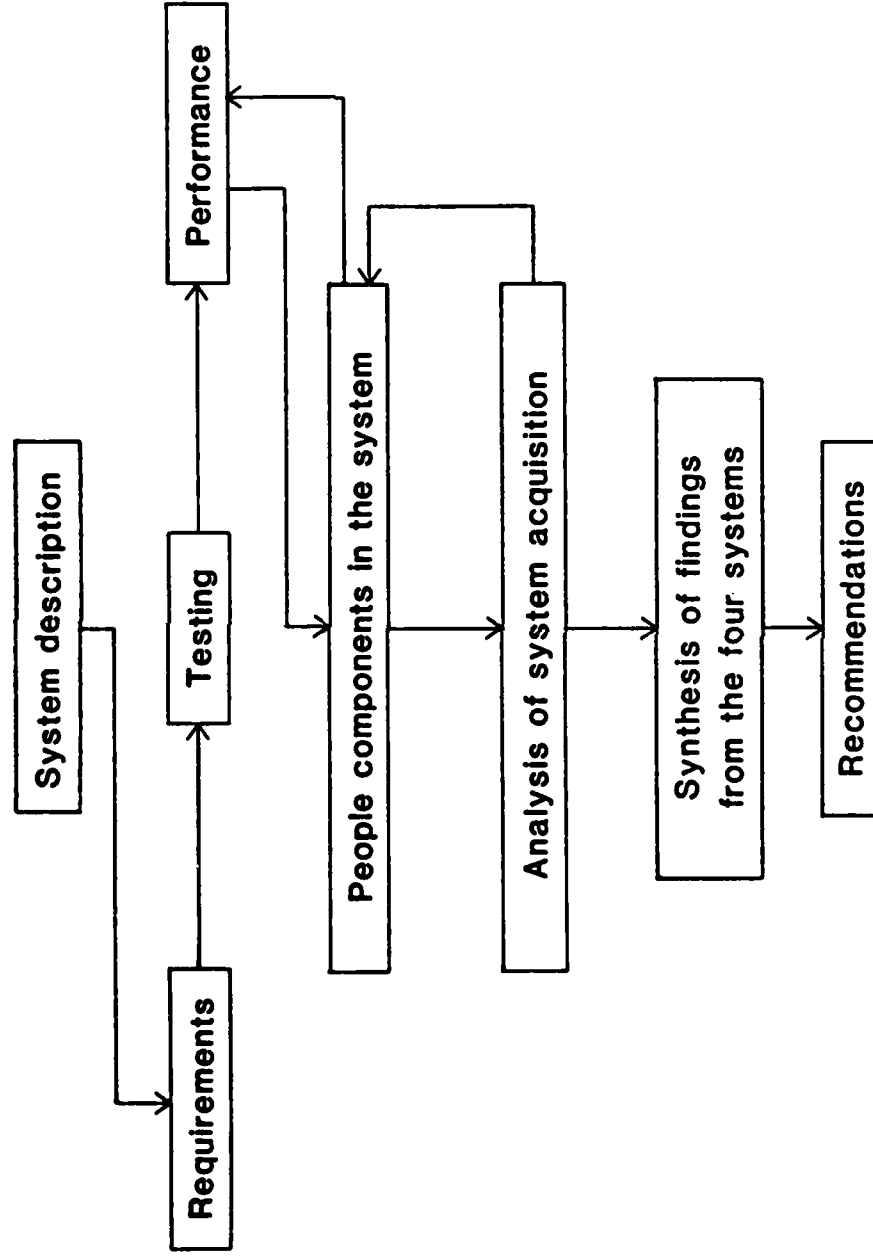 System description
Requirements
Testing
Performance
People components in the system
Analysis of system acquisition
Synthesis of findings
from the four systems
Recommendations